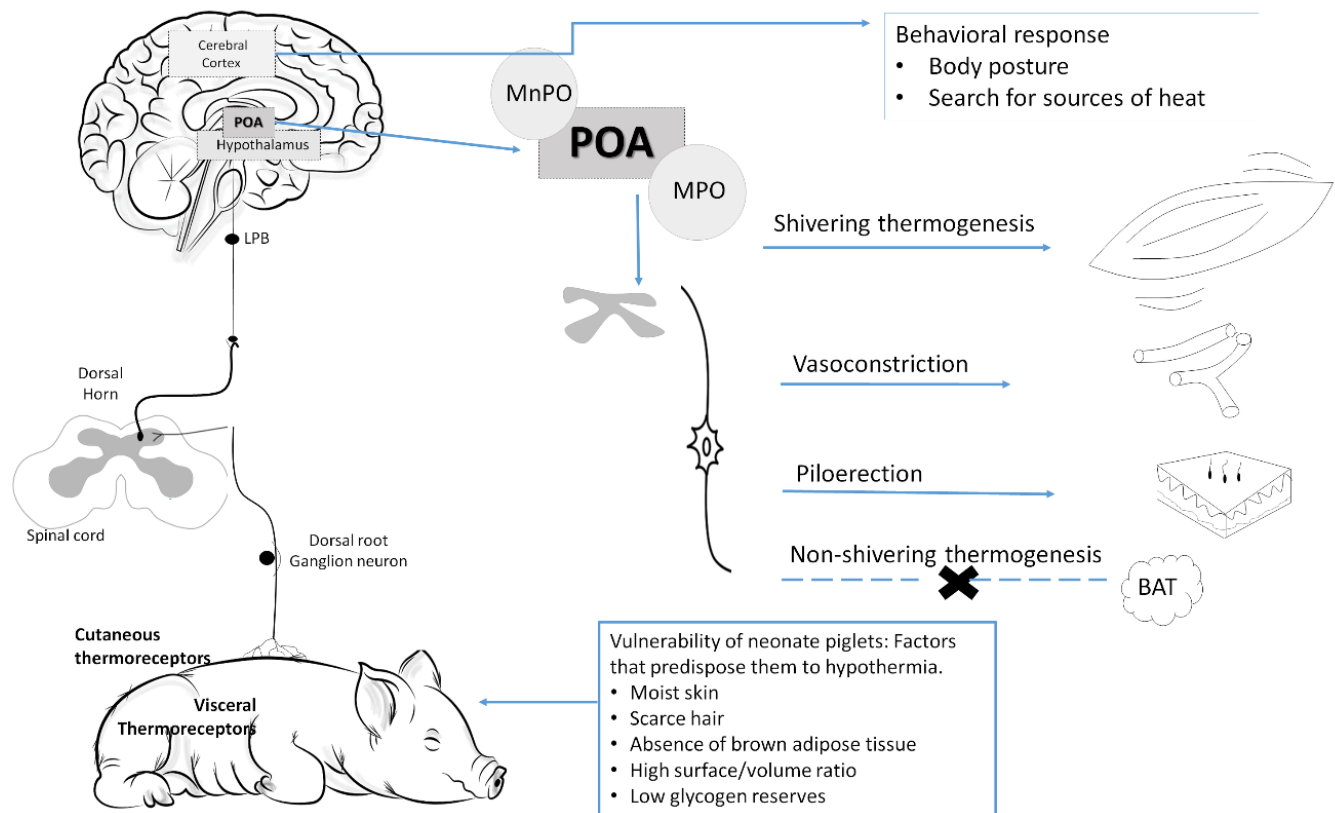 Cerebral
Cortex
POA
Hypothalamus
LPB
Dorsal
Horn
Spinal cord
Dorsal root
Ganglion neuron
Cutaneous
thermoreceptors
Visceral
Thermoreceptors
MnPO
POA
MPO
Behavioral response
• Body posture
• Search for sources of heat
Shivering thermogenesis
Vasoconstriction
Piloerection
Non-shivering thermogenesis
BAT
Vulnerability of neonate piglets: Factors
that predispose them to hypothermia.
• Moist skin
• Scarce hair
• Absence of brown adipose tissue
• High surface/volume ratio
• Low glycogen reserves